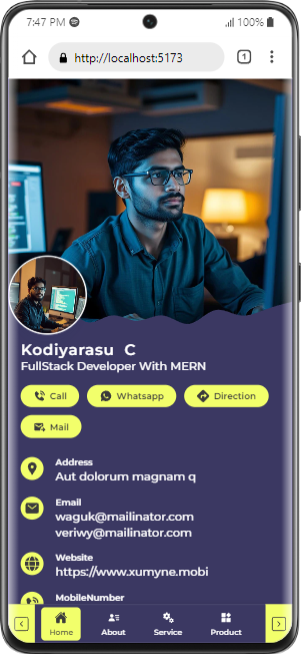 7:47 PM
100%
http://localhost:5173
1
Kodiyarasu C
FullStack Developer With MERN
Call
Whatsapp
Direction
Mail
Address
Aut dolorum magnam q
Email
waguk@mailinator.com
veriwy@mailinator.com
Website
https://www.xumyne.mobi
MobileNumber
Home
About
Service
Product